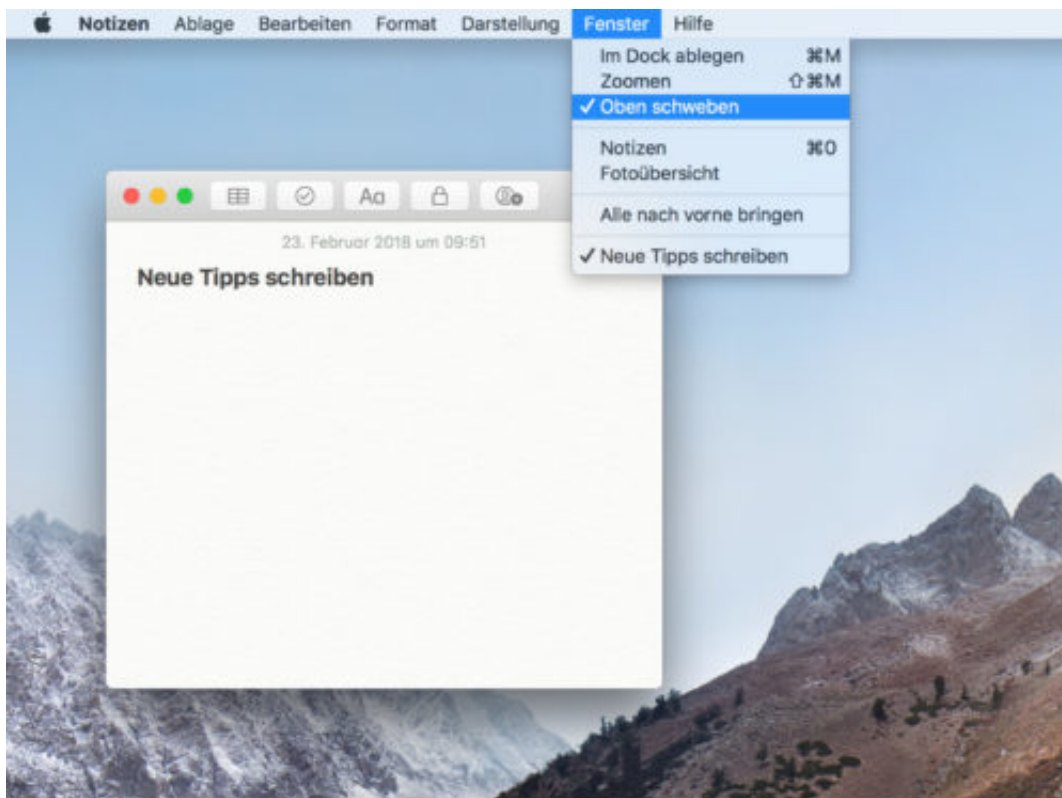 Notizen Ablage Bearbeiten Format Darstellung Fenster Hilfe
Im Dock ablegen ⌘M
Zoomen ⇧⌘M
✓ Oben schweben
Notizen ⌘0
Fotoübersicht
Alle nach vorne bringen
✓ Neue Tipps schreiben
Aa
23. Februar 2018 um 09:51
Neue Tipps schreiben